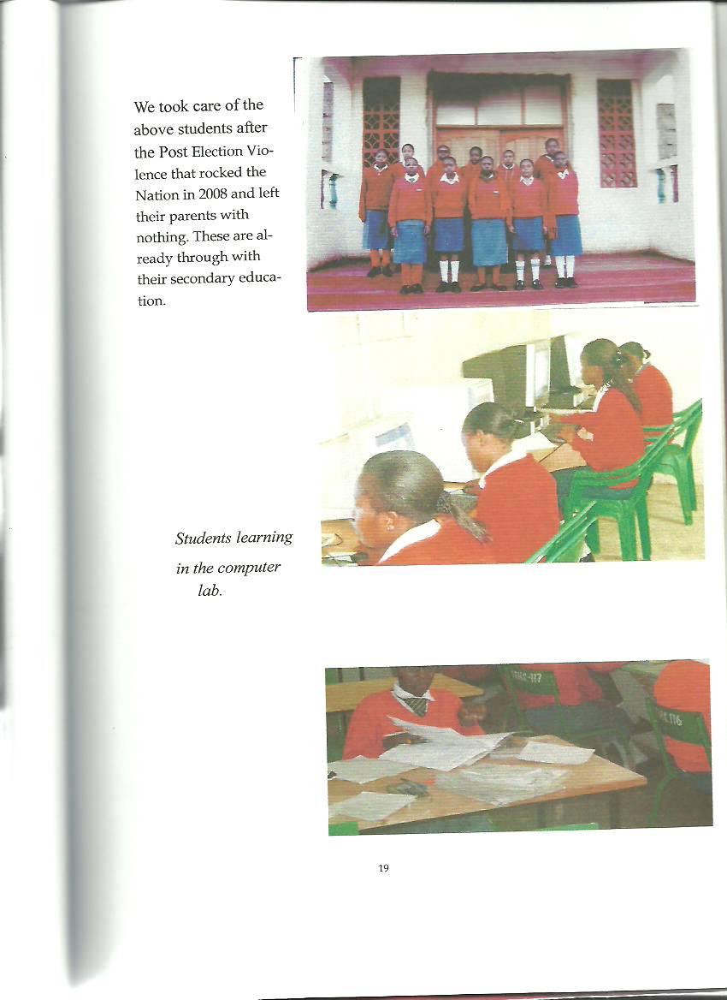 We took care of the
above students after
the Post Election Vio-
lence that rocked the
Nation in 2008 and left
their parents with
nothing. These are al-
ready through with
their secondary educa-
tion.
Students learning
in the computer
lab.
19